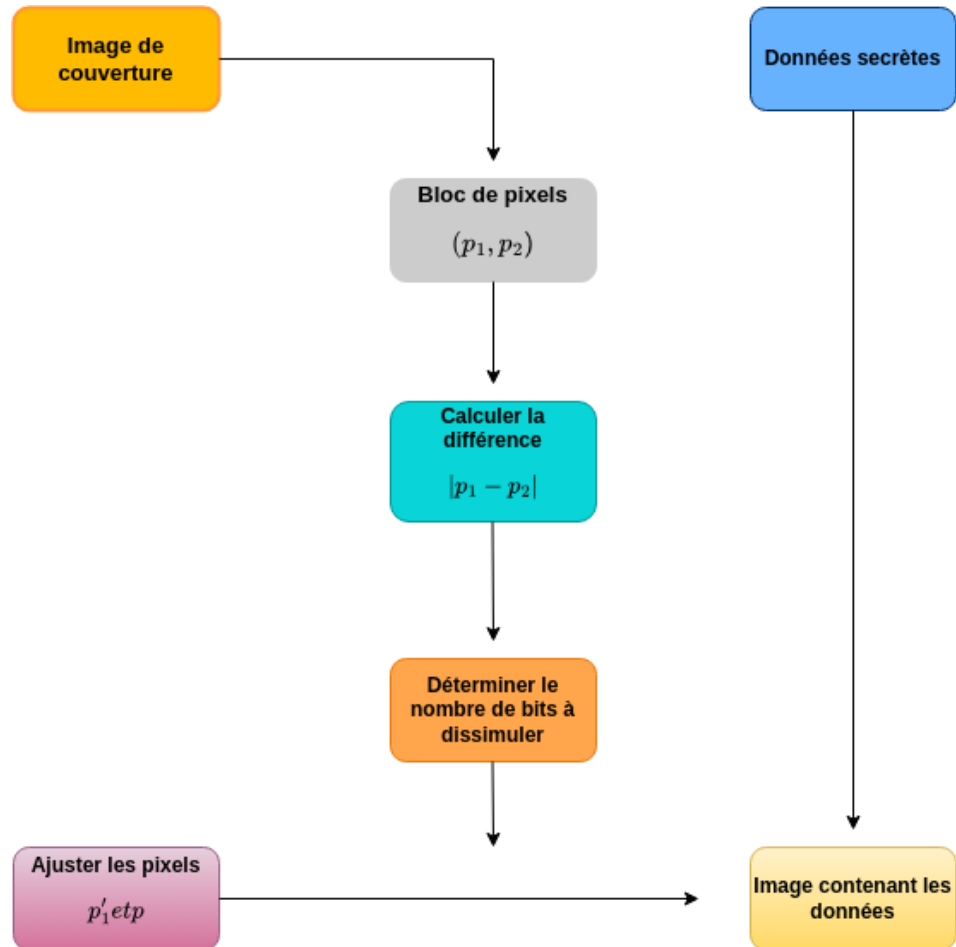 Image de
couverture
Données secrètes
Bloc de pixels
(p₁, p₂)
Calculer la
différence
|p₁ − p₂|
Déterminer le
nombre de bits à
dissimuler
Ajuster les pixels
p′₁etp
Image contenant les
données